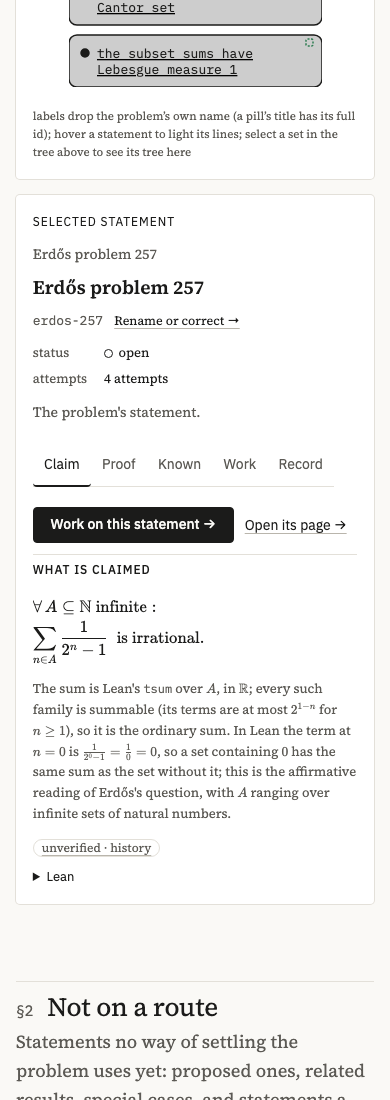 Cantor set
the subset sums have
Lebesgue measure 1
labels drop the problem's own name (a pill's title has its full
id); hover a statement to light its lines; select a set in the
tree above to see its tree here
SELECTED STATEMENT
Erdős problem 257
Erdős problem 257
erdos-257 Rename or correct →
status open
attempts 4 attempts
The problem's statement.
Claim Proof Known Work Record
Work on this statement → Open its page →
WHAT IS CLAIMED
∀ A ⊆ ℕ infinite :
∑_{n∈A} 1/(2^n − 1) is irrational.
The sum is Lean's tsum over A, in ℝ; every such
family is summable (its terms are at most 2^{1−n} for
n ≥ 1), so it is the ordinary sum. In Lean the term at
n = 0 is 1/(2^0−1) = 1/0 = 0, so a set containing 0 has the
same sum as the set without it; this is the affirmative
reading of Erdős's question, with A ranging over
infinite sets of natural numbers.
unverified · history
▶ Lean
§2 Not on a route
Statements no way of settling the
problem uses yet: proposed ones, related
results, special cases, and statements a